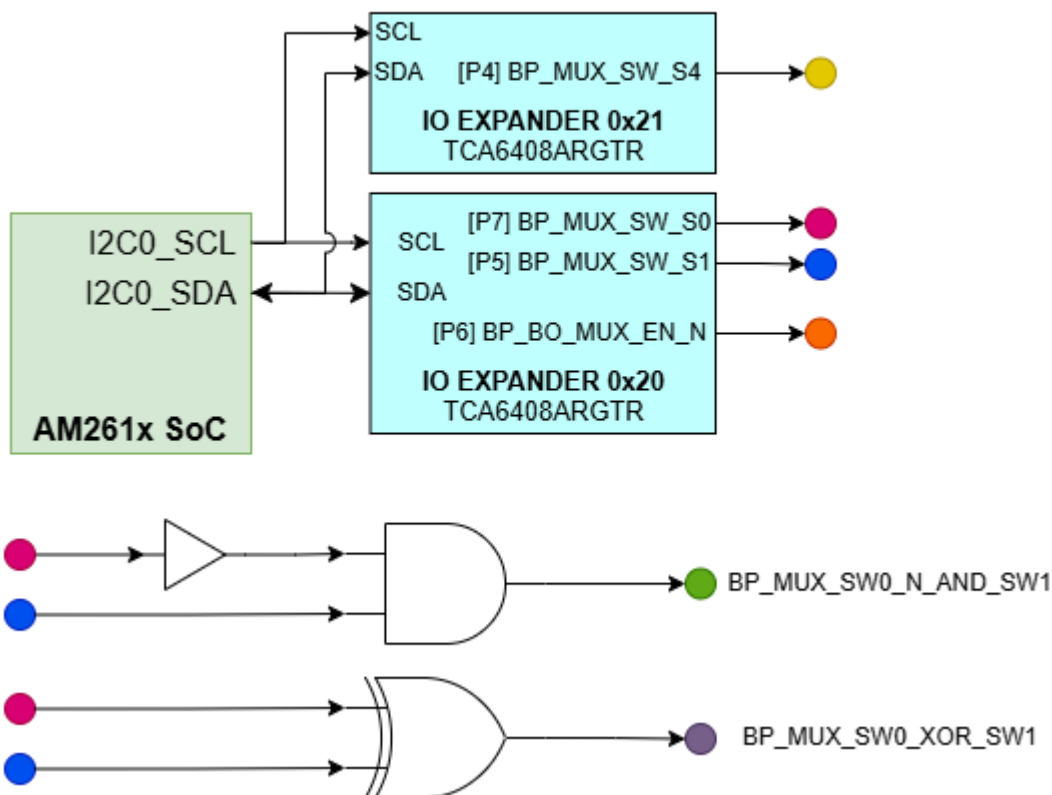 SCL
SDA
[P4] BP_MUX_SW_S4
IO EXPANDER 0x21
TCA6408ARGTR
I2C0_SCL
I2C0_SDA
AM261x SoC
SCL
SDA
[P7] BP_MUX_SW_S0
[P5] BP_MUX_SW_S1
[P6] BP_BO_MUX_EN_N
IO EXPANDER 0x20
TCA6408ARGTR
BP_MUX_SW0_N_AND_SW1
BP_MUX_SW0_XOR_SW1